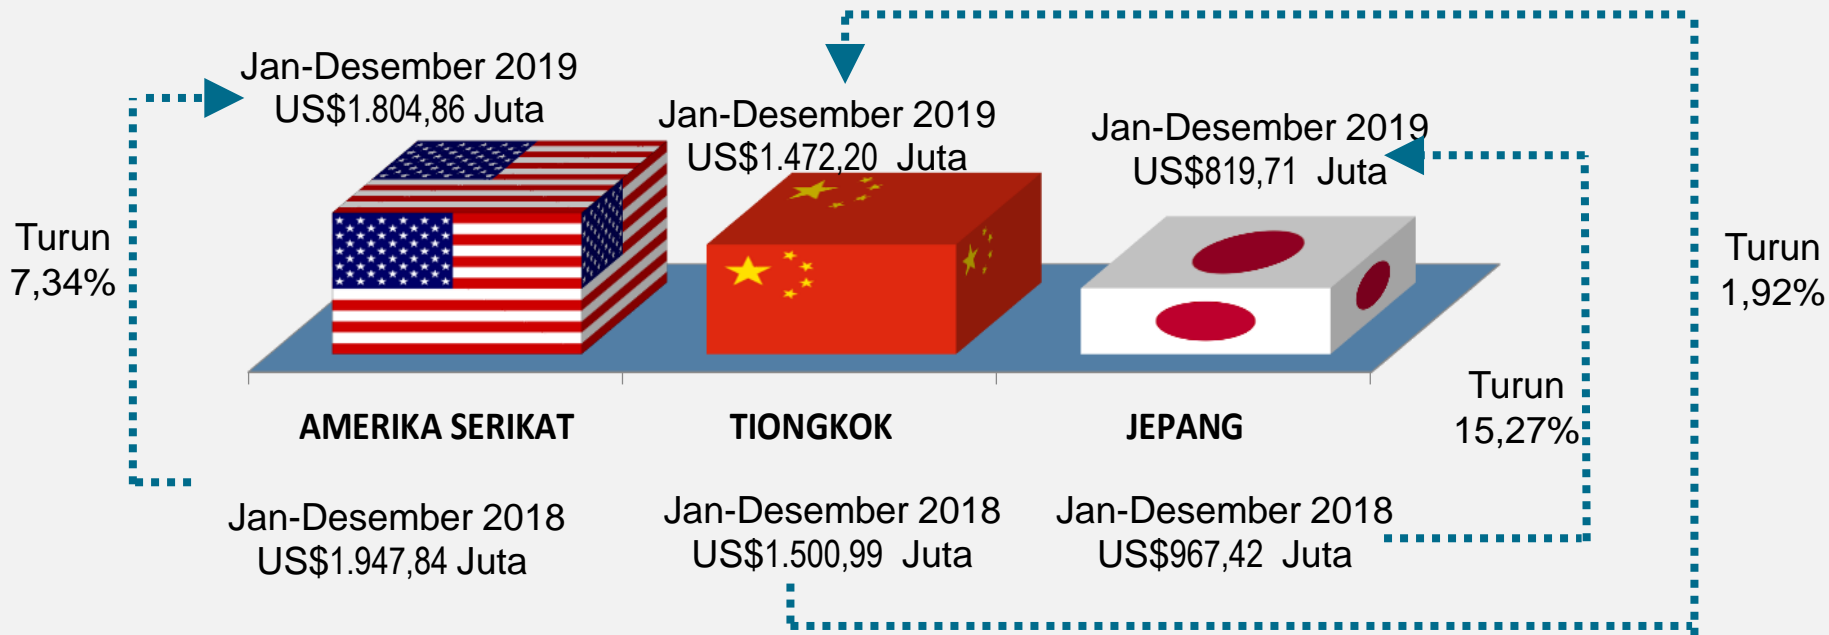 Jan-Desember 2019
US$1.804,86 Juta
Jan-Desember 2019
US$1.472,20 Juta
Jan-Desember 2019
US$819,71 Juta
Turun
7,34%
Turun
1,92%
Turun
15,27%
AMERIKA SERIKAT
TIONGKOK
JEPANG
Jan-Desember 2018
US$1.947,84 Juta
Jan-Desember 2018
US$1.500,99 Juta
Jan-Desember 2018
US$967,42 Juta